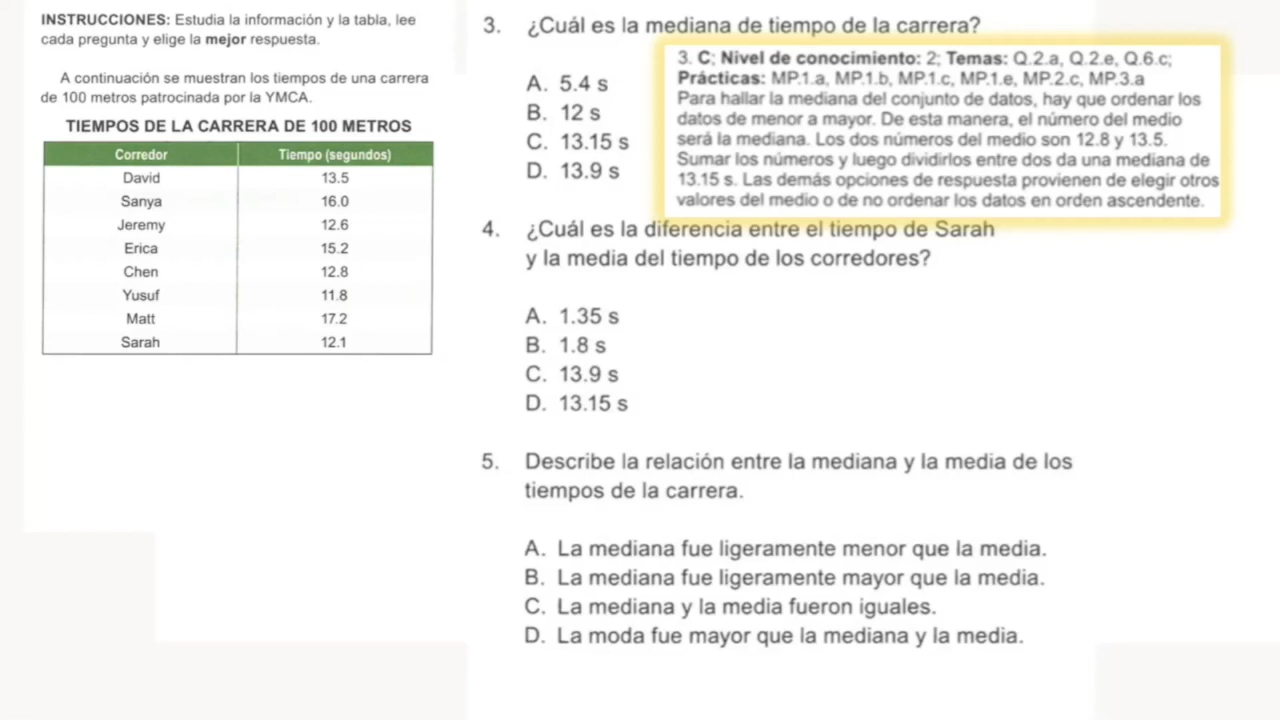 INSTRUCCIONES: Estudia la información y la tabla, lee
cada pregunta y elige la mejor respuesta.
A continuación se muestran los tiempos de una carrera
de 100 metros patrocinada por la YMCA.
TIEMPOS DE LA CARRERA DE 100 METROS
Corredor Tiempo (segundos)
David 13.5
Sanya 16.0
Jeremy 12.6
Erica 15.2
Chen 12.8
Yusuf 11.8
Matt 17.2
Sarah 12.1
3. ¿Cuál es la mediana de tiempo de la carrera?
A. 5.4 s
B. 12 s
C. 13.15 s
D. 13.9 s
3. C; Nivel de conocimiento: 2; Temas: Q.2.a, Q.2.e, Q.6.c;
Prácticas: MP.1.a, MP.1.b, MP.1.c, MP.1.e, MP.2.c, MP.3.a
Para hallar la mediana del conjunto de datos, hay que ordenar los
datos de menor a mayor. De esta manera, el número del medio
será la mediana. Los dos números del medio son 12.8 y 13.5.
Sumar los números y luego dividirlos entre dos da una mediana de
13.15 s. Las demás opciones de respuesta provienen de elegir otros
valores del medio o de no ordenar los datos en orden ascendente.
4. ¿Cuál es la diferencia entre el tiempo de Sarah
y la media del tiempo de los corredores?
A. 1.35 s
B. 1.8 s
C. 13.9 s
D. 13.15 s
5. Describe la relación entre la mediana y la media de los
tiempos de la carrera.
A. La mediana fue ligeramente menor que la media.
B. La mediana fue ligeramente mayor que la media.
C. La mediana y la media fueron iguales.
D. La moda fue mayor que la mediana y la media.